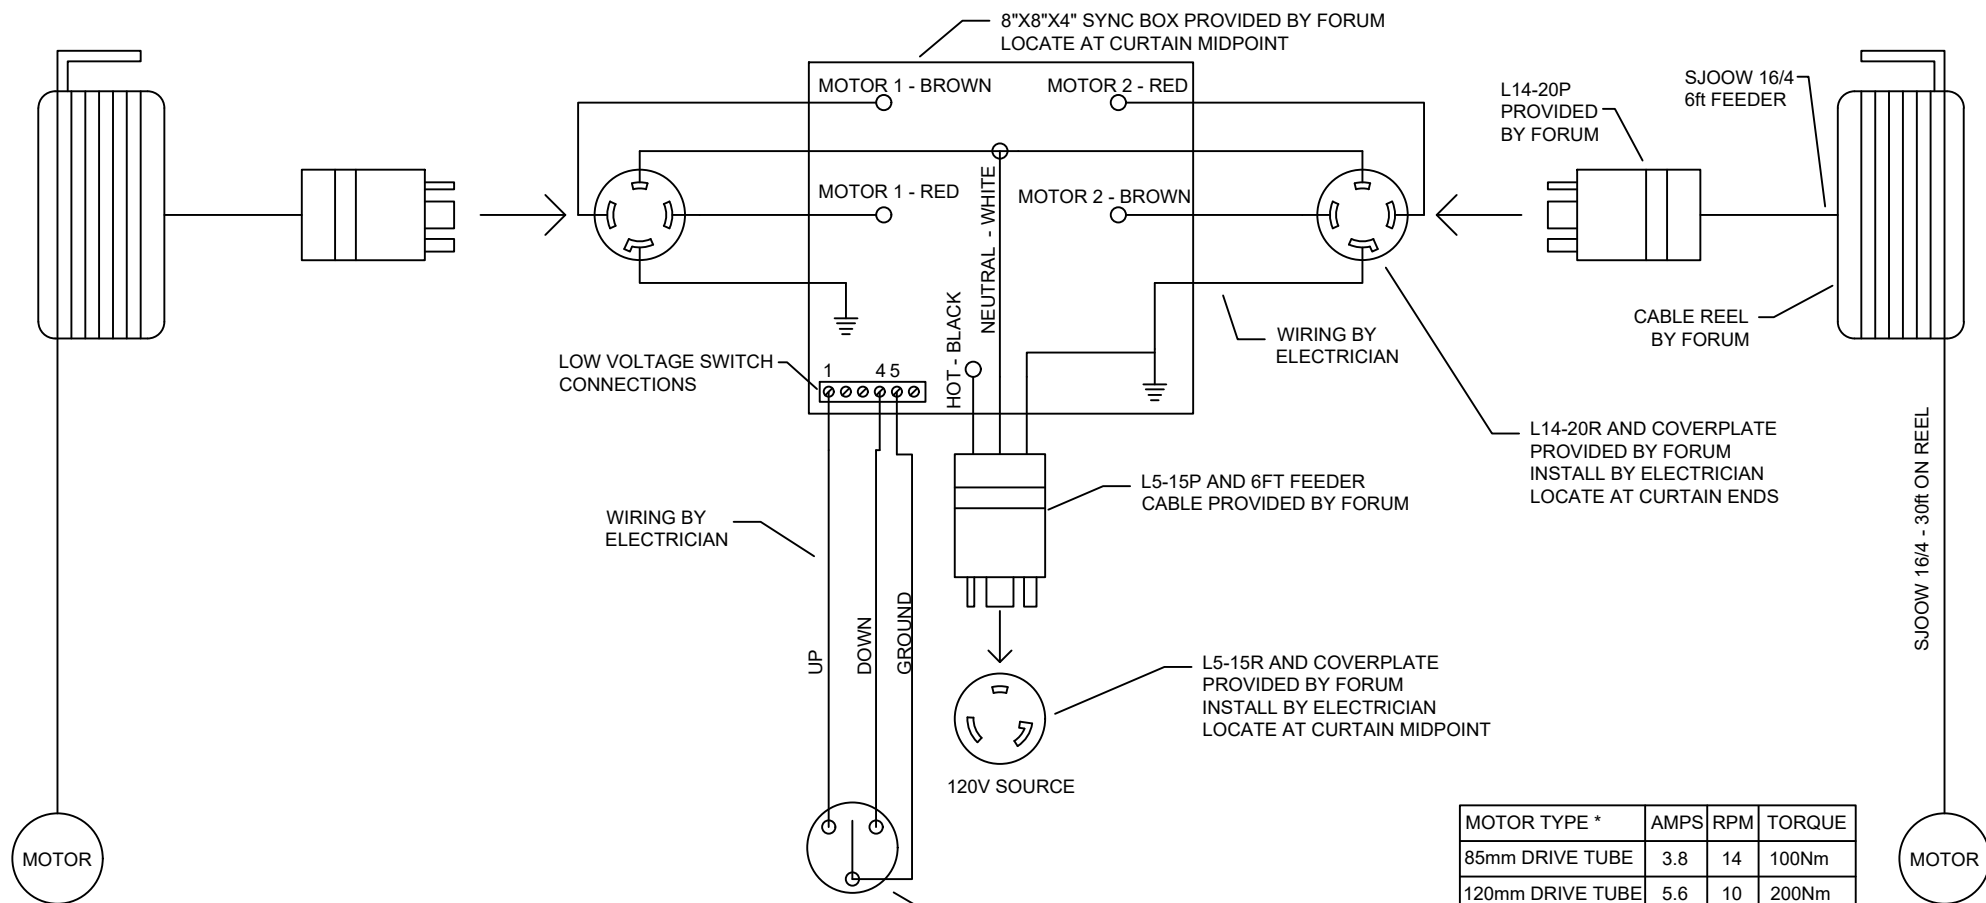 8"X8"X4" SYNC BOX PROVIDED BY FORUM
LOCATE AT CURTAIN MIDPOINT
MOTOR 1 - BROWN
MOTOR 2 - RED
SJOOW 16/4
6ft FEEDER
L14-20P
PROVIDED
BY FORUM
MOTOR 1 - RED
MOTOR 2 - BROWN
NEUTRAL - WHITE
HOT - BLACK
WIRING BY
ELECTRICIAN
CABLE REEL
BY FORUM
LOW VOLTAGE SWITCH
CONNECTIONS
1 4 5
L14-20R AND COVERPLATE
PROVIDED BY FORUM
INSTALL BY ELECTRICIAN
LOCATE AT CURTAIN ENDS
SJOOW 16/4 - 30ft ON REEL
L5-15P AND 6FT FEEDER
CABLE PROVIDED BY FORUM
WIRING BY
ELECTRICIAN
UP
DOWN
GROUND
L5-15R AND COVERPLATE
PROVIDED BY FORUM
INSTALL BY ELECTRICIAN
LOCATE AT CURTAIN MIDPOINT
120V SOURCE
MOTOR
MOTOR TYPE * AMPS RPM TORQUE
85mm DRIVE TUBE 3.8 14 100Nm
120mm DRIVE TUBE 5.6 10 200Nm
MOTOR